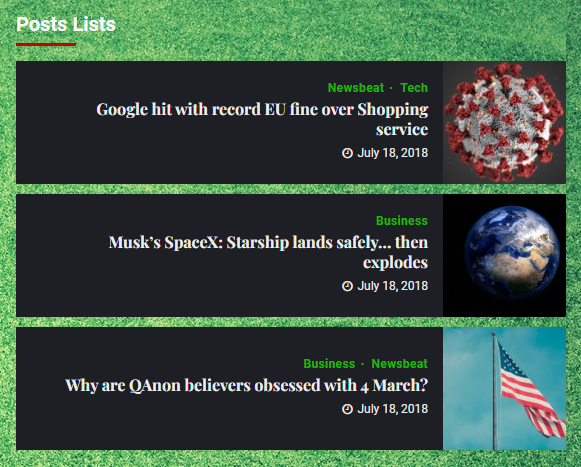 Posts Lists
Newsbeat · Tech
Google hit with record EU fine over Shopping
service
July 18, 2018
Business
Musk’s SpaceX: Starship lands safely... then
explodes
July 18, 2018
Business · Newsbeat
Why are QAnon believers obsessed with 4 March?
July 18, 2018